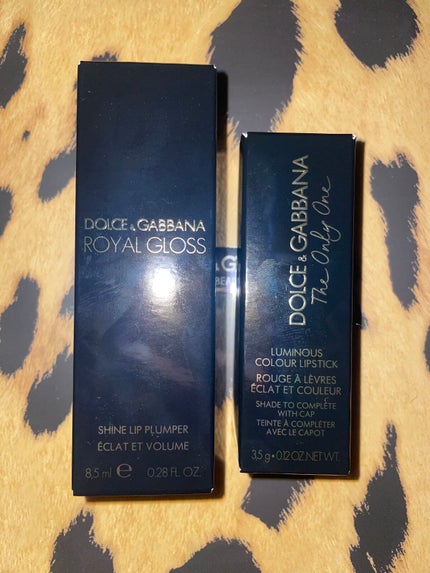 DOLCE & GABBANA
ROYAL GLOSS
SHINE LIP PLUMPER
ÉCLAT ET VOLUME
8,5 ml e 0.28 FL. OZ.
DOLCE & GABBANA
The Only One
LUMINOUS
COLOUR LIPSTICK
ROUGE À LÈVRES
ÉCLAT ET COULEUR
SHADE TO COMPLETE
WITH CAP
TEINTE À COMPLÉTER
AVEC LE CAPOT
3,5 g • 0.12 OZ. NET WT.